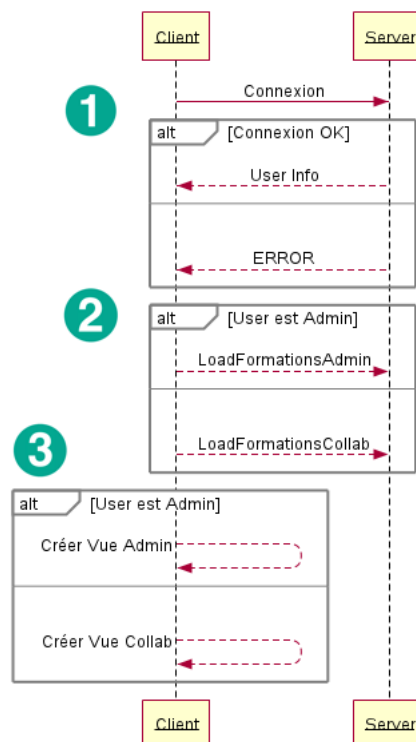 Client Server
Connexion
1
alt [Connexion OK]
User Info
ERROR
2
alt [User est Admin]
LoadFormationsAdmin
LoadFormationsCollab
3
alt [User est Admin]
Créer Vue Admin
Créer Vue Collab
Client Server